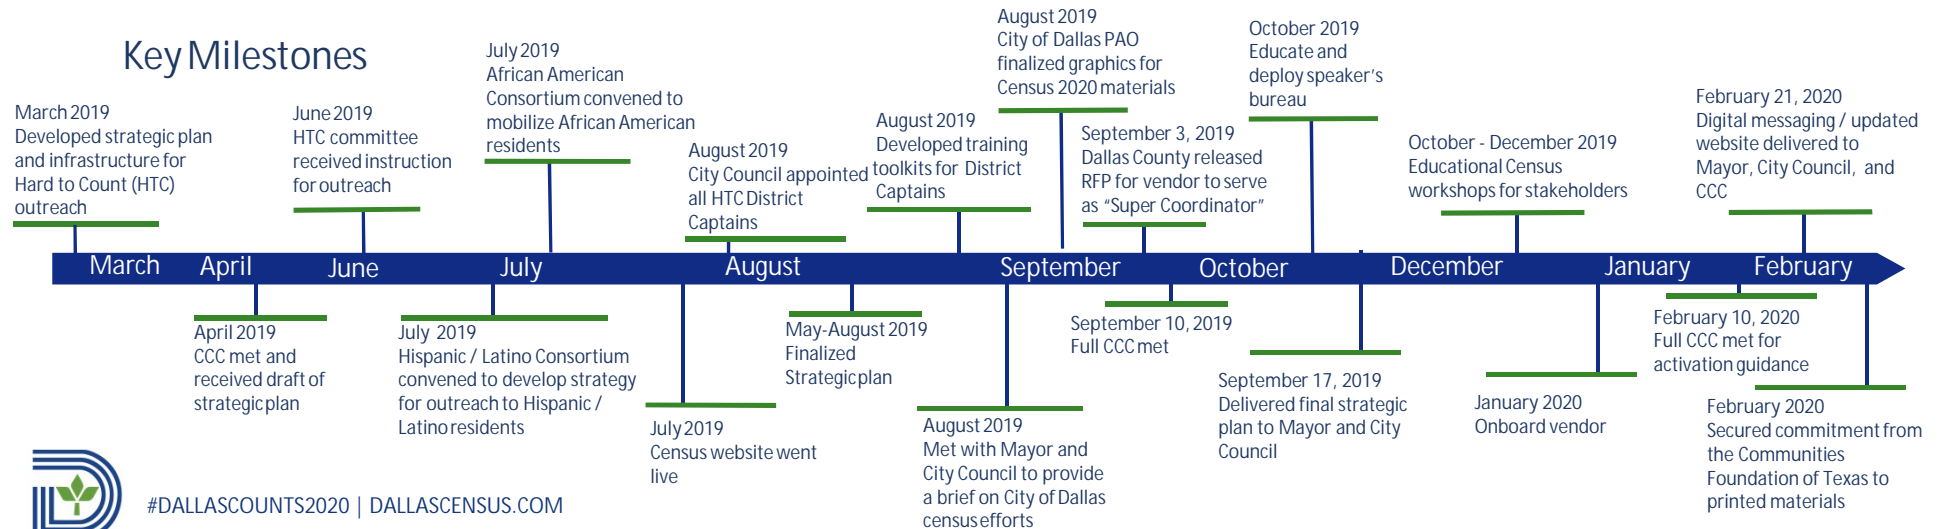 Key Milestones
March 2019
Developed strategic plan
and infrastructure for
Hard to Count (HTC)
outreach
June 2019
HTC committee
received instruction
for outreach
July 2019
African American
Consortium convened to
mobilize African American
residents
August 2019
City Council appointed
all HTC District
Captains
August 2019
Developed training
toolkits for District
Captains
August 2019
City of Dallas PAO
finalized graphics for
Census 2020 materials
September 3, 2019
Dallas County released
RFP for vendor to serve
as “Super Coordinator”
October 2019
Educate and
deploy speaker’s
bureau
October - December 2019
Educational Census
workshops for stakeholders
February 21, 2020
Digital messaging / updated
website delivered to
Mayor, City Council, and
CCC
March April June July August September October December January February
April 2019
CCC met and
received draft of
strategic plan
July 2019
Hispanic / Latino Consortium
convened to develop strategy
for outreach to Hispanic /
Latino residents
July 2019
Census website went
live
May-August 2019
Finalized
Strategic plan
August 2019
Met with Mayor and
City Council to provide
a brief on City of Dallas
census efforts
September 10, 2019
Full CCC met
September 17, 2019
Delivered final strategic
plan to Mayor and City
Council
January 2020
Onboard vendor
February 10, 2020
Full CCC met for
activation guidance
February 2020
Secured commitment from
the Communities
Foundation of Texas to
printed materials
#DALLASCOUNTS2020 | DALLASCENSUS.COM